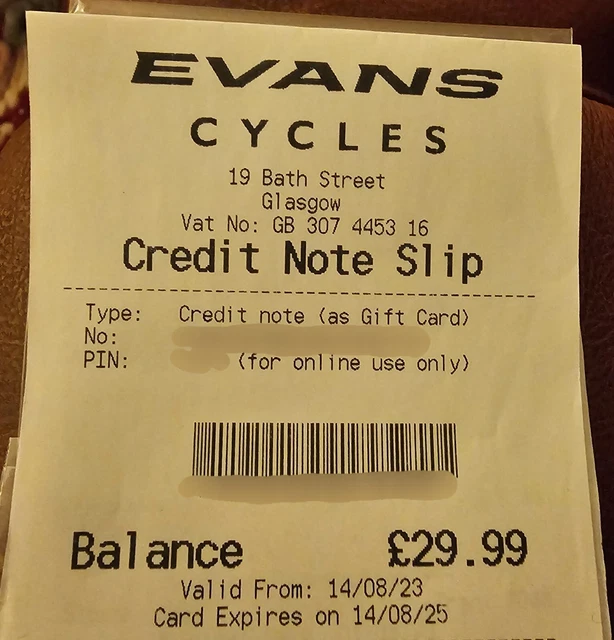 EVANS
CYCLES
19 Bath Street
Glasgow
Vat No: GB 307 4453 16
Credit Note Slip
Type: Credit note (as Gift Card)
No:
PIN: (for online use only)
Balance £29.99
Valid From: 14/08/23
Card Expires on 14/08/25